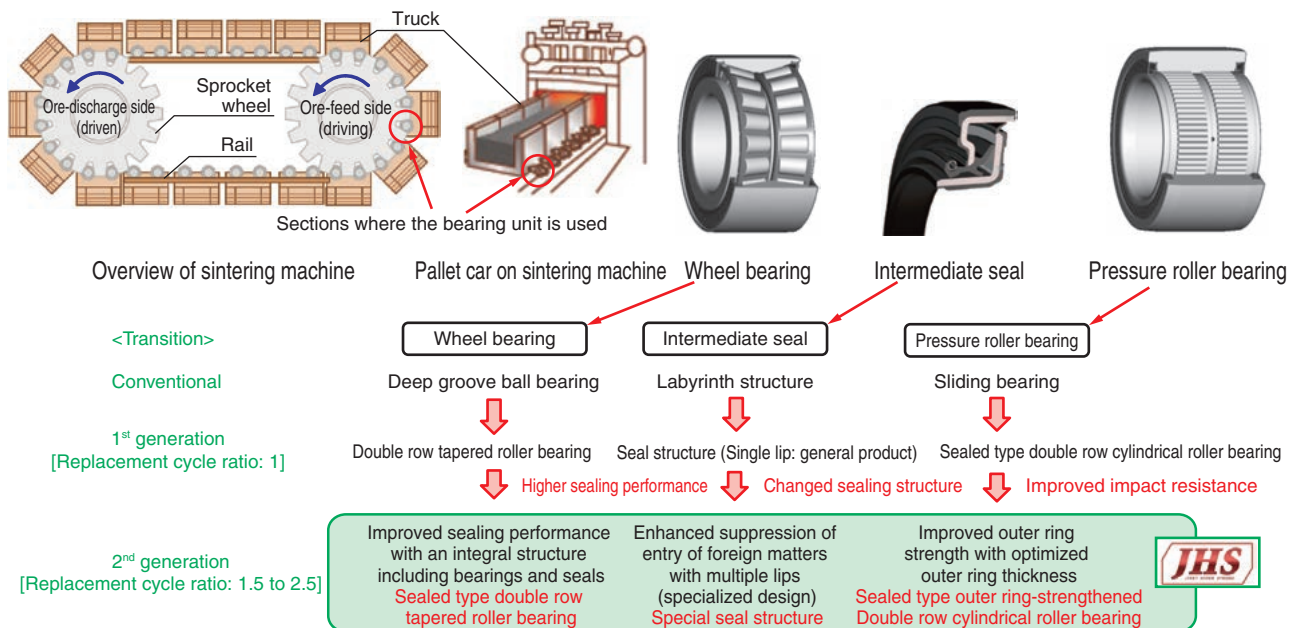 Truck
Sprocket
wheel
Ore-discharge side
(driven)
Ore-feed side
(driving)
Rail
Sections where the bearing unit is used
Overview of sintering machine
Pallet car on sintering machine
Wheel bearing
Intermediate seal
Pressure roller bearing
<Transition>
Wheel bearing
Intermediate seal
Pressure roller bearing
Conventional
Deep groove ball bearing
Labyrinth structure
Sliding bearing
1st generation
[Replacement cycle ratio: 1]
Double row tapered roller bearing
Seal structure (Single lip: general product)
Sealed type double row cylindrical roller bearing
Higher sealing performance
Changed sealing structure
Improved impact resistance
2nd generation
[Replacement cycle ratio: 1.5 to 2.5]
Improved sealing performance
with an integral structure
including bearings and seals
Sealed type double row
tapered roller bearing
Enhanced suppression of
entry of foreign matters
with multiple lips
(specialized design)
Special seal structure
Improved outer ring
strength with optimized
outer ring thickness
Sealed type outer ring-strengthened
Double row cylindrical roller bearing
JHS